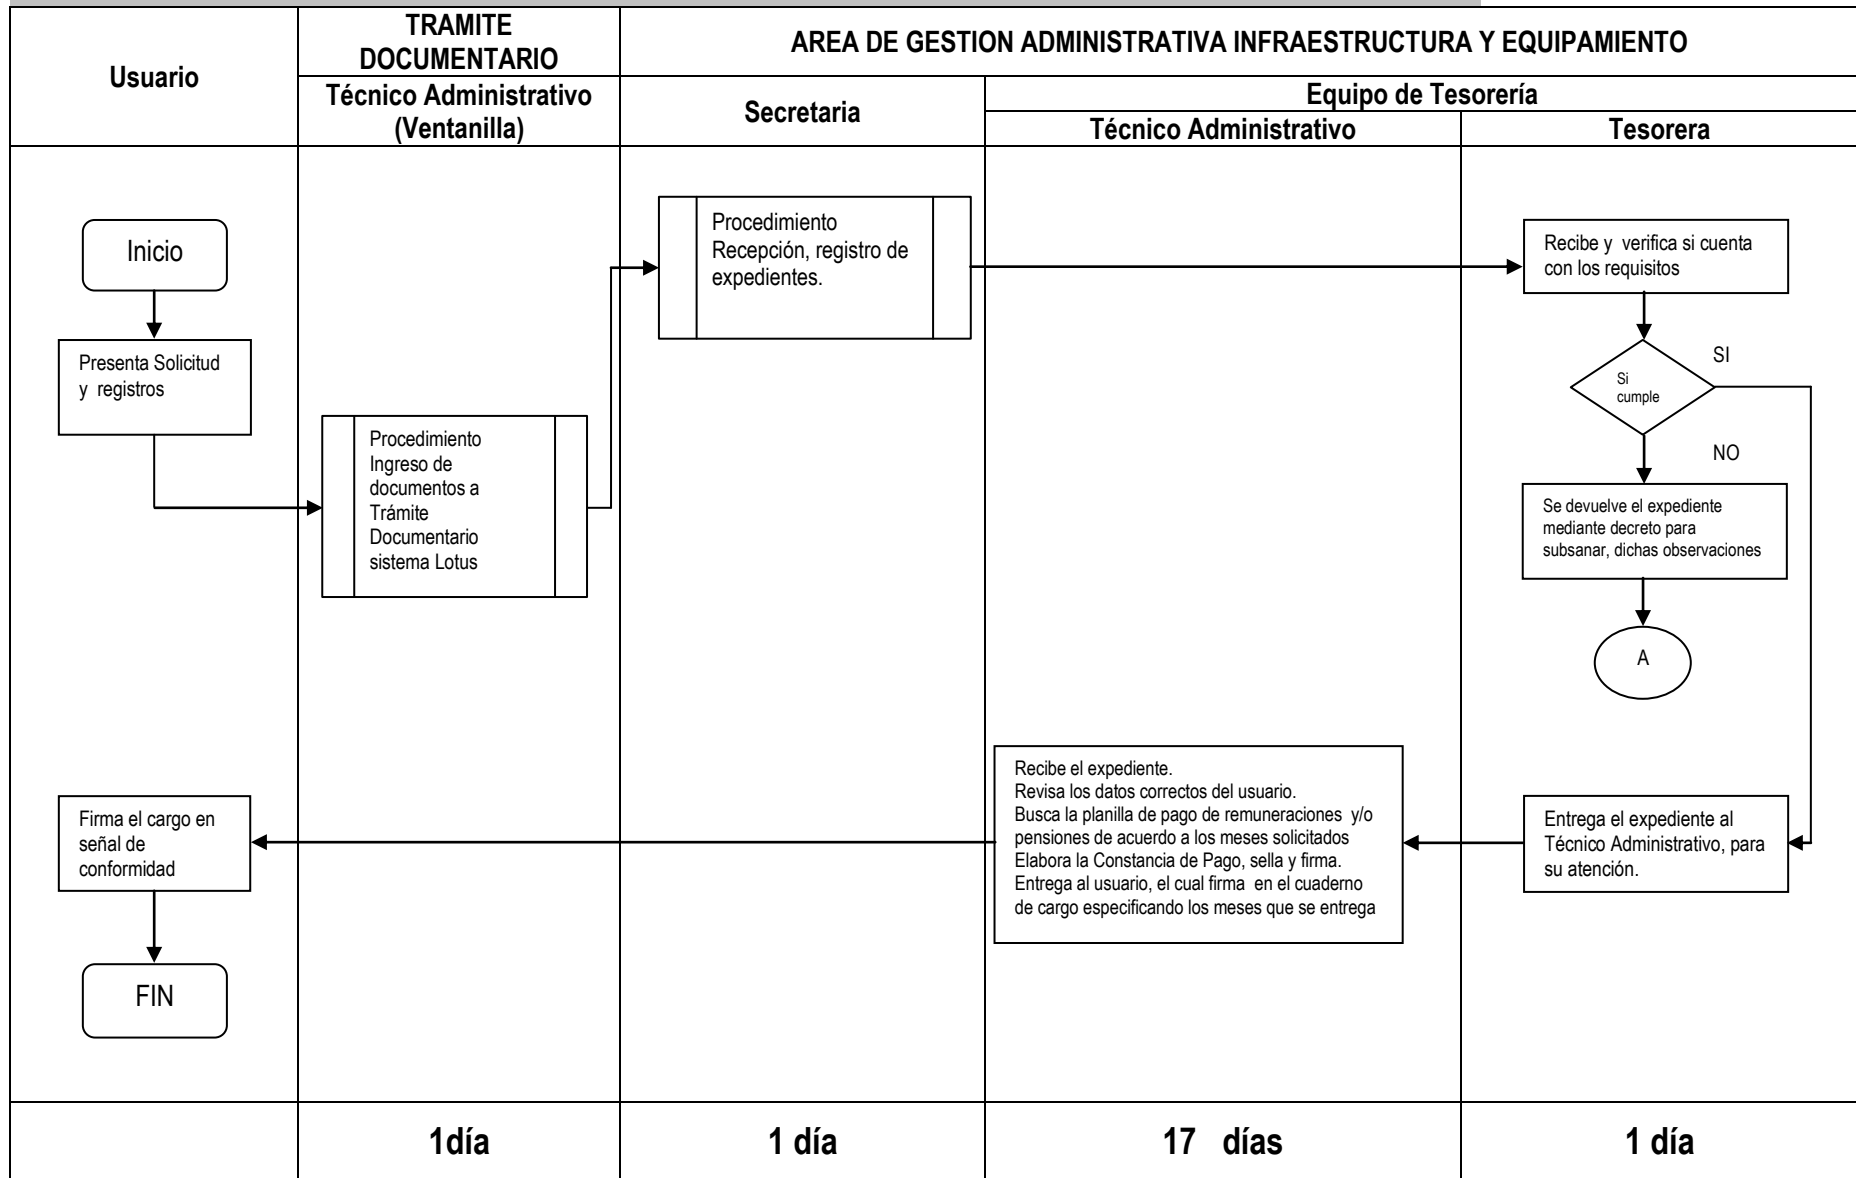 Usuario
TRAMITE
DOCUMENTARIO
AREA DE GESTION ADMINISTRATIVA INFRAESTRUCTURA Y EQUIPAMIENTO
Técnico Administrativo
(Ventanilla)
Secretaria
Equipo de Tesorería
Técnico Administrativo
Tesorera
Inicio
Presenta Solicitud
y registros
Procedimiento
Ingreso de
documentos a
Trámite
Documentario
sistema Lotus
Procedimiento
Recepción, registro de
expedientes.
Recibe y verifica si cuenta
con los requisitos
Si
cumple
SI
NO
Se devuelve el expediente
mediante decreto para
subsanar, dichas observaciones
A
Entrega el expediente al
Técnico Administrativo, para
su atención.
Recibe el expediente.
Revisa los datos correctos del usuario.
Busca la planilla de pago de remuneraciones y/o
pensiones de acuerdo a los meses solicitados
Elabora la Constancia de Pago, sella y firma.
Entrega al usuario, el cual firma en el cuaderno
de cargo especificando los meses que se entrega
Firma el cargo en
señal de
conformidad
FIN
1día
1 día
17 días
1 día